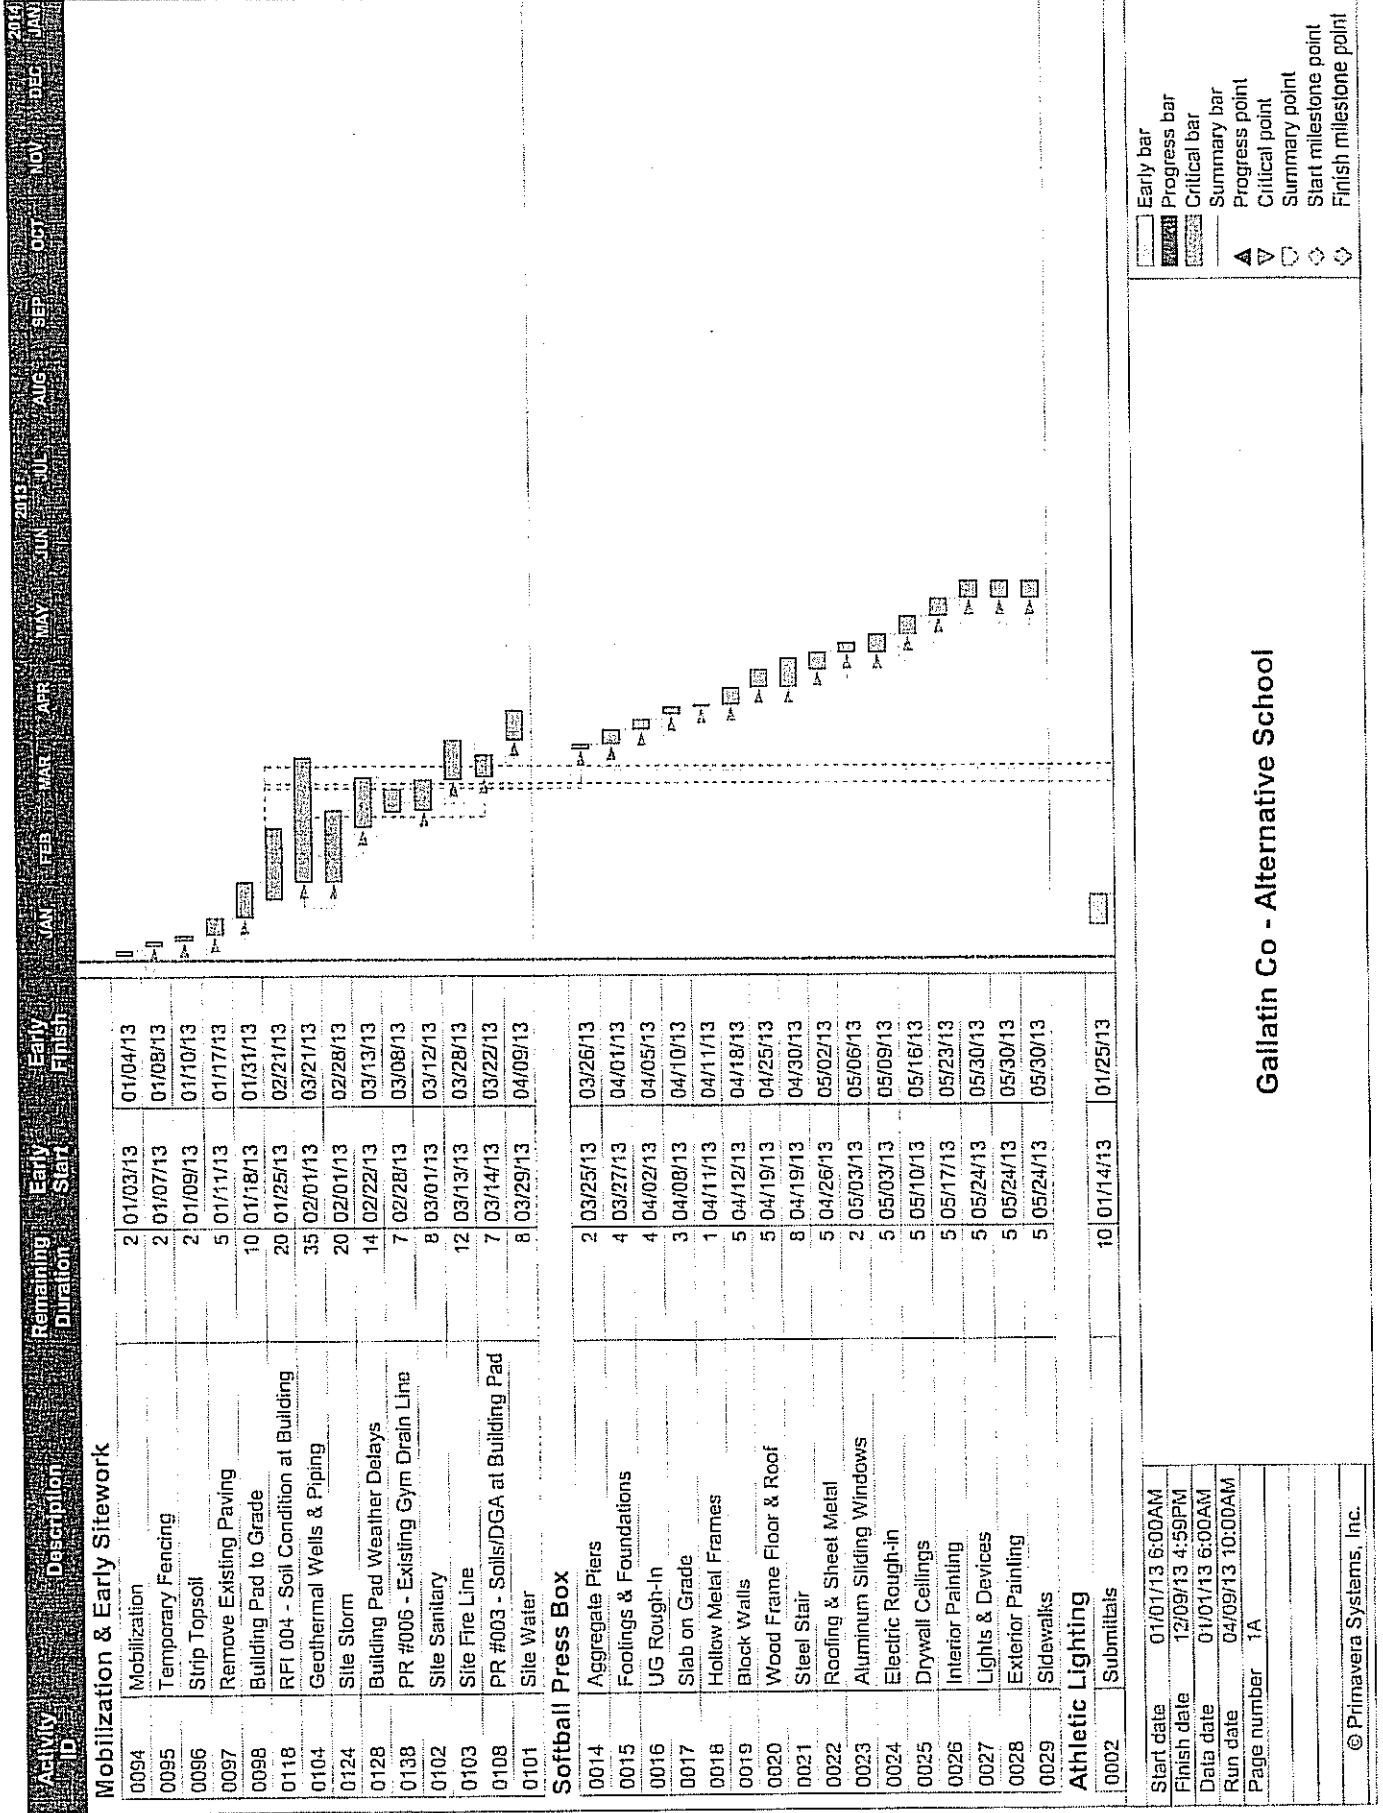 Activity ID Description Remaining Duration Early Start Early Finish
2013 2014
JAN FEB MAR APR MAY JUN JUL AUG SEP OCT NOV DEC JAN
Mobilization & Early Sitework
0094 Mobilization 2 01/03/13 01/04/13
0095 Temporary Fencing 2 01/07/13 01/08/13
0096 Strip Topsoil 2 01/09/13 01/10/13
0097 Remove Existing Paving 5 01/11/13 01/17/13
0098 Building Pad to Grade 10 01/18/13 01/31/13
0118 RFI 004 - Soil Condition at Building 20 01/25/13 02/21/13
0104 Geothermal Wells & Piping 35 02/01/13 03/21/13
0124 Site Storm 20 02/01/13 02/28/13
0128 Building Pad Weather Delays 14 02/22/13 03/13/13
0138 PR #006 - Existing Gym Drain Line 7 02/28/13 03/08/13
0102 Site Sanitary 8 03/01/13 03/12/13
0103 Site Fire Line 12 03/13/13 03/28/13
0108 PR #003 - Soils/DGA at Building Pad 7 03/14/13 03/22/13
0101 Site Water 8 03/29/13 04/09/13
Softball Press Box
0014 Aggregate Piers 2 03/25/13 03/26/13
0015 Footings & Foundations 4 03/27/13 04/01/13
0016 UG Rough-In 4 04/02/13 04/05/13
0017 Slab on Grade 3 04/08/13 04/10/13
0018 Hollow Metal Frames 1 04/11/13 04/11/13
0019 Block Walls 5 04/12/13 04/18/13
0020 Wood Frame Floor & Roof 5 04/19/13 04/25/13
0021 Steel Stair 8 04/19/13 04/30/13
0022 Roofing & Sheet Metal 5 04/26/13 05/02/13
0023 Aluminum Sliding Windows 2 05/03/13 05/06/13
0024 Electric Rough-in 5 05/03/13 05/09/13
0025 Drywall Ceilings 5 05/10/13 05/16/13
0026 Interior Painting 5 05/17/13 05/23/13
0027 Lights & Devices 5 05/24/13 05/30/13
0028 Exterior Painting 5 05/24/13 05/30/13
0029 Sidewalks 5 05/24/13 05/30/13
Athletic Lighting
0002 Submittals 10 01/14/13 01/25/13
Start date 01/01/13 6:00AM
Finish date 12/09/13 4:59PM
Data date 01/01/13 6:00AM
Run date 04/09/13 10:00AM
Page number 1A
© Primavera Systems, Inc.
Gallatin Co - Alternative School
Early bar
Progress bar
Critical bar
Summary bar
Progress point
Critical point
Summary point
Start milestone point
Finish milestone point